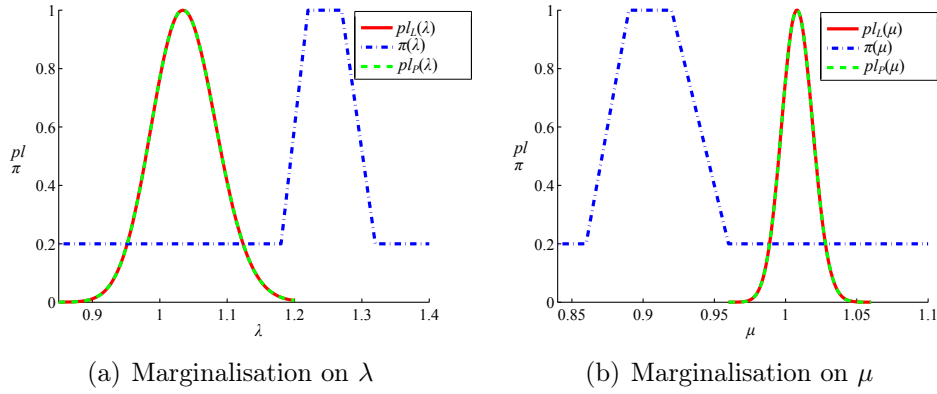 1
0.8
0.6
pl
π
0.4
0.2
0
0.9 1 1.1 1.2 1.3 1.4
λ
pl_L(λ)
π(λ)
pl_P(λ)
(a) Marginalisation on λ
1
0.8
0.6
pl
π
0.4
0.2
0
0.85 0.9 0.95 1 1.05 1.1
μ
pl_L(μ)
π(μ)
pl_P(μ)
(b) Marginalisation on μ